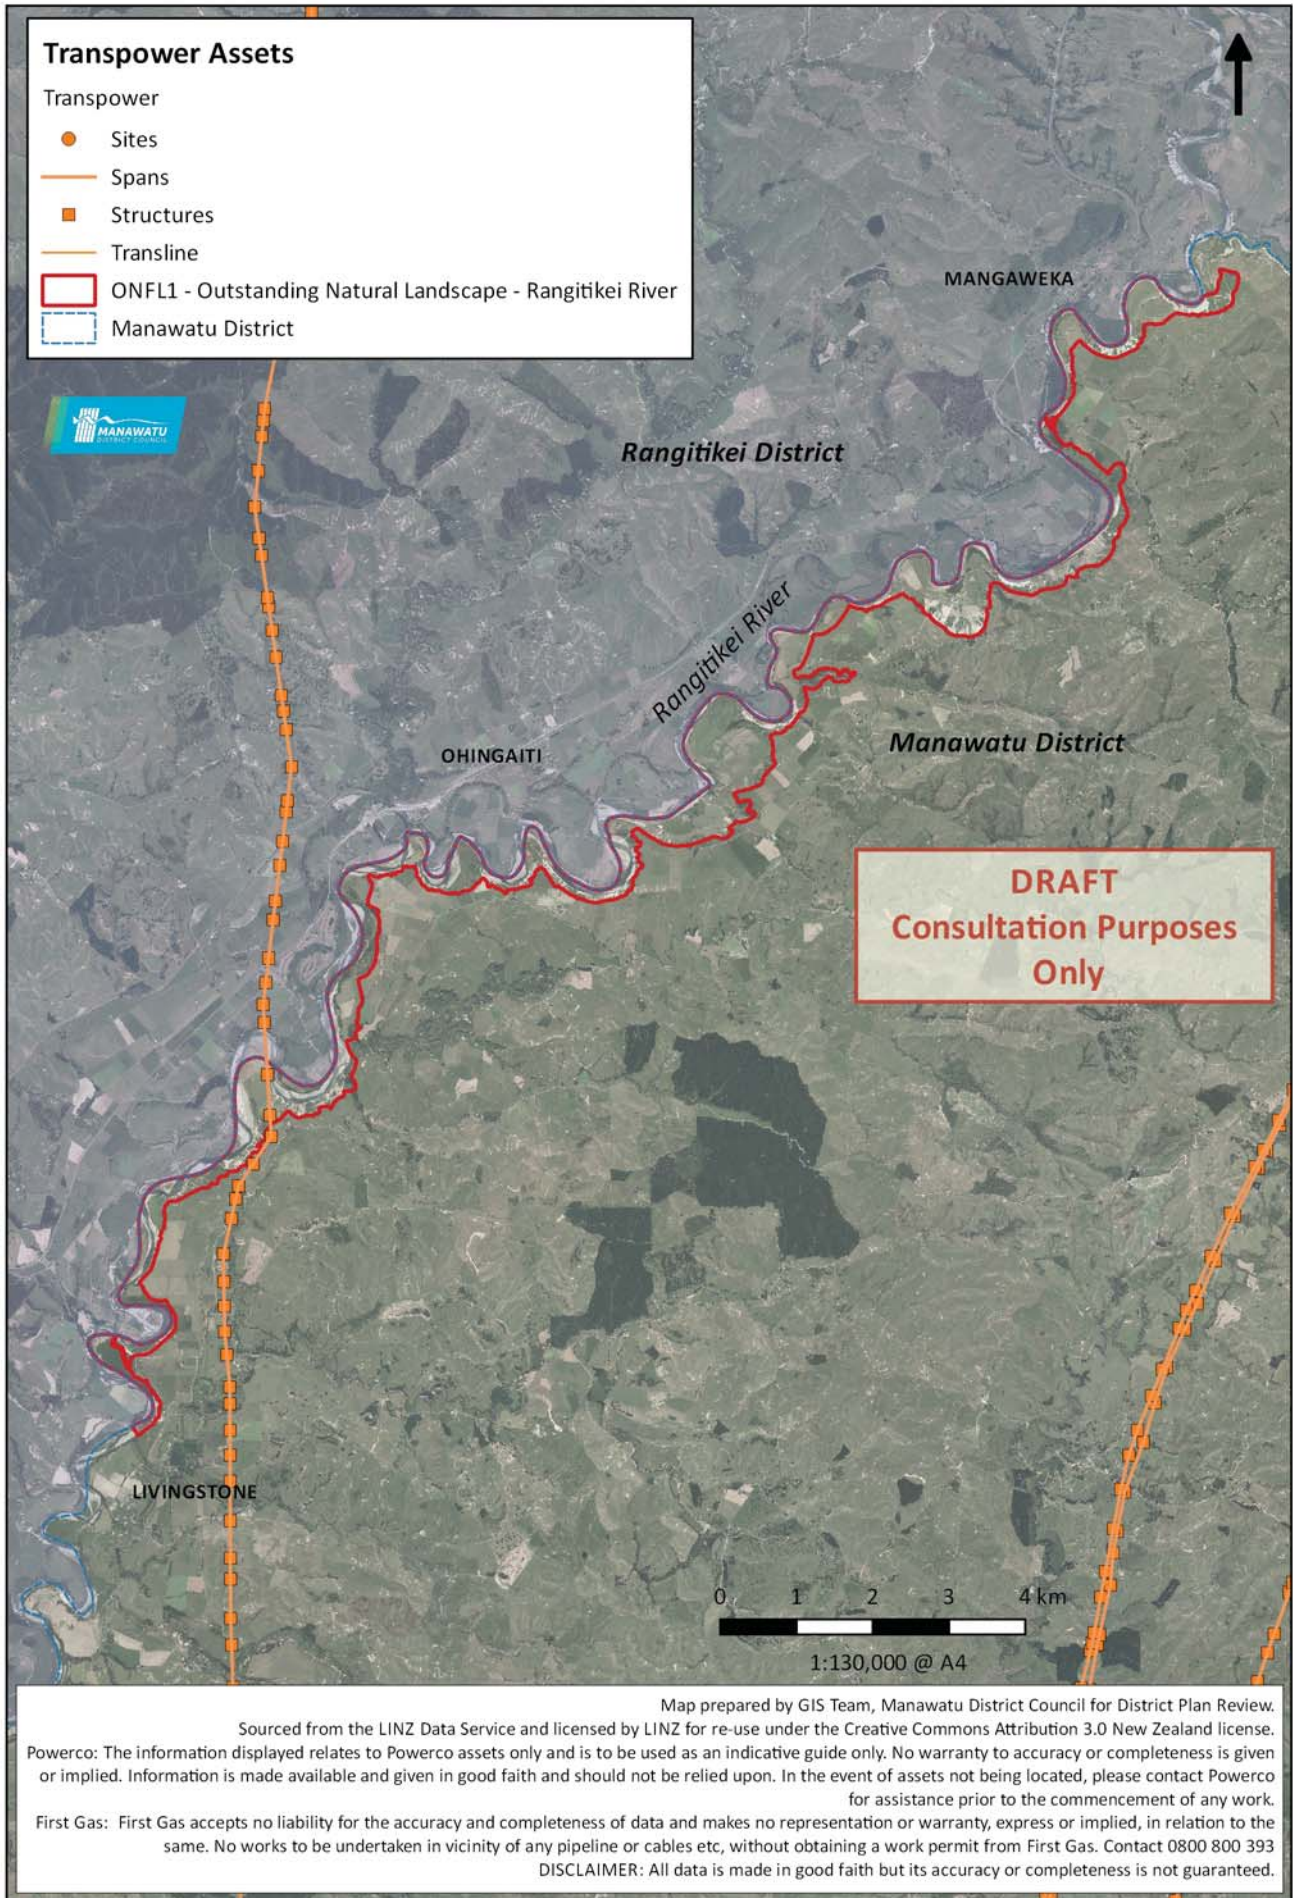 Transpower Assets
Transpower
Sites
Spans
Structures
Transline
ONFL1 - Outstanding Natural Landscape - Rangitikei River
Manawatu District
MANAWATU
DISTRICT COUNCIL
MANGAWEKA
Rangitikei District
Rangitikei River
Manawatu District
OHINGAITI
DRAFT
Consultation Purposes
Only
LIVINGSTONE
0 1 2 3 4 km
1:130,000 @ A4
Map prepared by GIS Team, Manawatu District Council for District Plan Review.
Sourced from the LINZ Data Service and licensed by LINZ for re-use under the Creative Commons Attribution 3.0 New Zealand license.
Powerco: The information displayed relates to Powerco assets only and is to be used as an indicative guide only. No warranty to accuracy or completeness is given
or implied. Information is made available and given in good faith and should not be relied upon. In the event of assets not being located, please contact Powerco
for assistance prior to the commencement of any work.
First Gas: First Gas accepts no liability for the accuracy and completeness of data and makes no representation or warranty, express or implied, in relation to the
same. No works to be undertaken in vicinity of any pipeline or cables etc, without obtaining a work permit from First Gas. Contact 0800 800 393
DISCLAIMER: All data is made in good faith but its accuracy or completeness is not guaranteed.